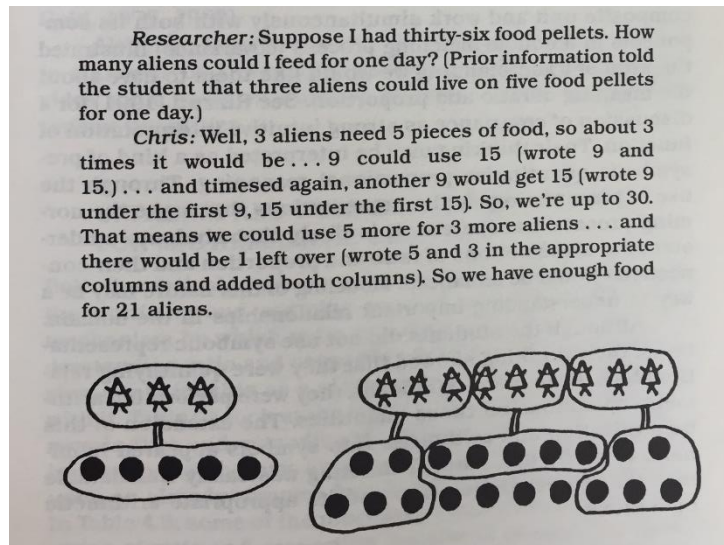 Researcher: Suppose I had thirty-six food pellets. How
many aliens could I feed for one day? (Prior information told
the student that three aliens could live on five food pellets
for one day.)
Chris: Well, 3 aliens need 5 pieces of food, so about 3
times it would be . . . 9 could use 15 (wrote 9 and
15.) . . . and timesed again, another 9 would get 15 (wrote 9
under the first 9, 15 under the first 15). So, we're up to 30.
That means we could use 5 more for 3 more aliens . . . and
there would be 1 left over (wrote 5 and 3 in the appropriate
columns and added both columns). So we have enough food
for 21 aliens.